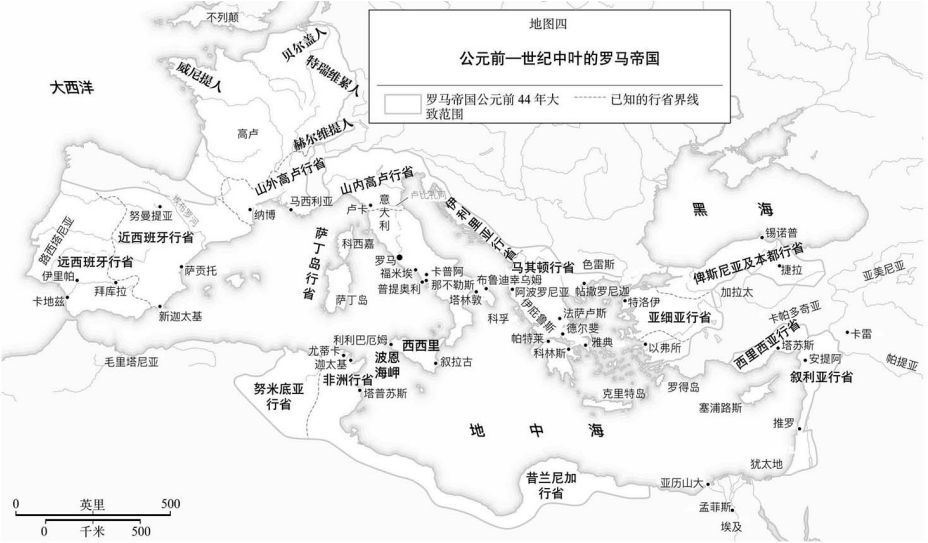 不列颠
地图四
公元前一世纪中叶的罗马帝国
罗马帝国公元前44年大
致范围
已知的行省界线
大西洋
贝尔盖人
特瑞维累人
威尼提人
高卢
赫尔维提人
山外高卢行省
山内高卢行省
纳博
马西利亚
卢卡
意大利
卢比孔河
伊利里亚行省
黑海
锡诺普
俾斯尼亚及本都行省
捷拉
亚美尼亚
加拉太
卡帕多奇亚
卡雷
帕提亚
努曼提亚
埃布罗河
路西塔尼亚
近西班牙行省
远西班牙行省
伊里帕
拜库拉
萨贡托
卡地兹
新迦太基
萨丁岛行省
科西嘉
萨丁岛
罗马
福米埃
普提奥利
卡普阿
那不勒斯
布鲁迪辛乌姆
塔林敦
马其顿行省
色雷斯
阿波罗尼亚
帕撒罗尼迦
特洛伊
科孚
伊庇鲁斯
法萨卢斯
德尔斐
帕特莱
科林斯
雅典
亚细亚行省
以弗所
西里西亚行省
塔苏斯
安提阿
叙利亚行省
毛里塔尼亚
利利巴厄姆
西西里
尤蒂卡
迦太基
波恩
海岬
叙拉古
努米底亚
行省
非洲行省
塔普苏斯
克里特岛
罗得岛
塞浦路斯
推罗
犹太地
地中海
昔兰尼加
行省
亚历山大
孟菲斯
埃及
0 500
英里
0 500
千米